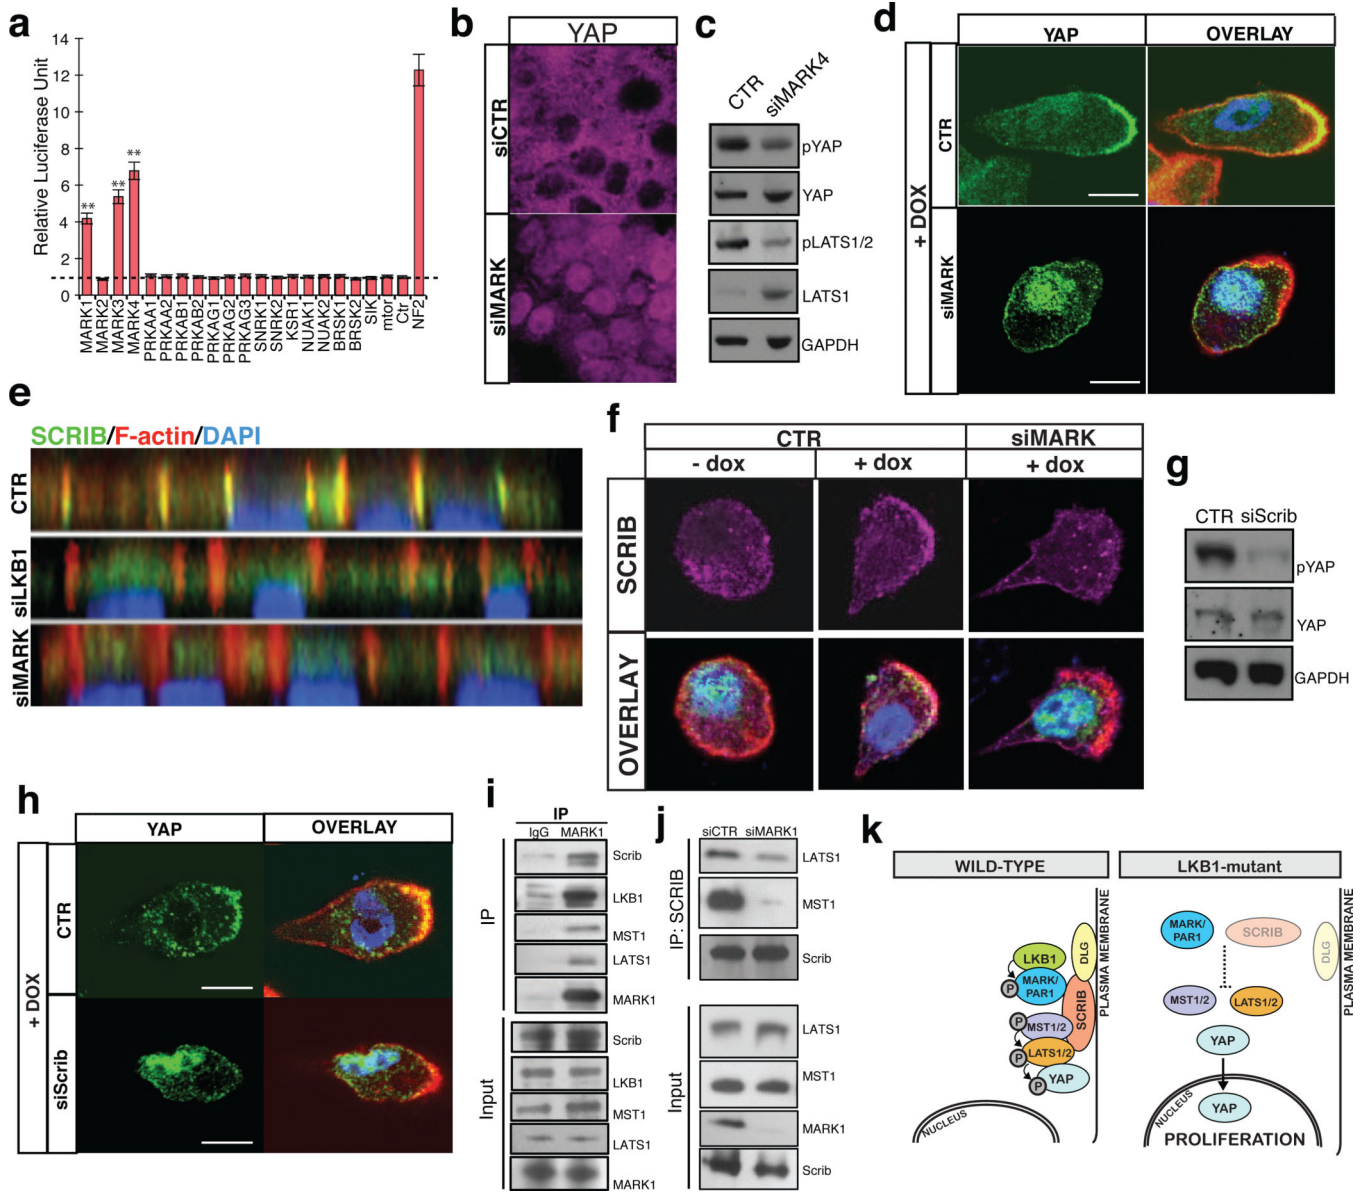 a
Relative Luciferase Unit
14
12
10
8
6
4
2
0
**
**
**
MARK1
MARK2
MARK3
MARK4
PRKAA1
PRKAA2
PRKAB1
PRKAB2
PRKAG1
PRKAG2
PRKAG3
SNRK1
SNRK2
KSR1
NUAK1
NUAK2
BRSK1
BRSK2
SIK
mtor
Ctr
NF2
b
YAP
siCTR
siMARK
c
CTR
siMARK4
pYAP
YAP
pLATS1/2
LATS1
GAPDH
d
YAP
OVERLAY
+ DOX
CTR
siMARK
e
SCRIB/F-actin/DAPI
CTR
siLKB1
siMARK
f
CTR
siMARK
- dox
+ dox
+ dox
SCRIB
OVERLAY
g
CTR siScrib
pYAP
YAP
GAPDH
h
YAP
OVERLAY
+ DOX
CTR
siScrib
i
IP
IgG MARK1
IP
Scrib
LKB1
MST1
LATS1
MARK1
Input
Scrib
LKB1
MST1
LATS1
MARK1
j
siCTR siMARK1
IP: SCRIB
LATS1
MST1
Scrib
Input
LATS1
MST1
MARK1
Scrib
k
WILD-TYPE
PLASMA MEMBRANE
DLG
LKB1
MARK/
PAR1
P
SCRIB
P
MST1/2
P
LATS1/2
P
YAP
NUCLEUS
LKB1-mutant
PLASMA MEMBRANE
MARK/
PAR1
SCRIB
DLG
MST1/2
LATS1/2
YAP
NUCLEUS
YAP
PROLIFERATION